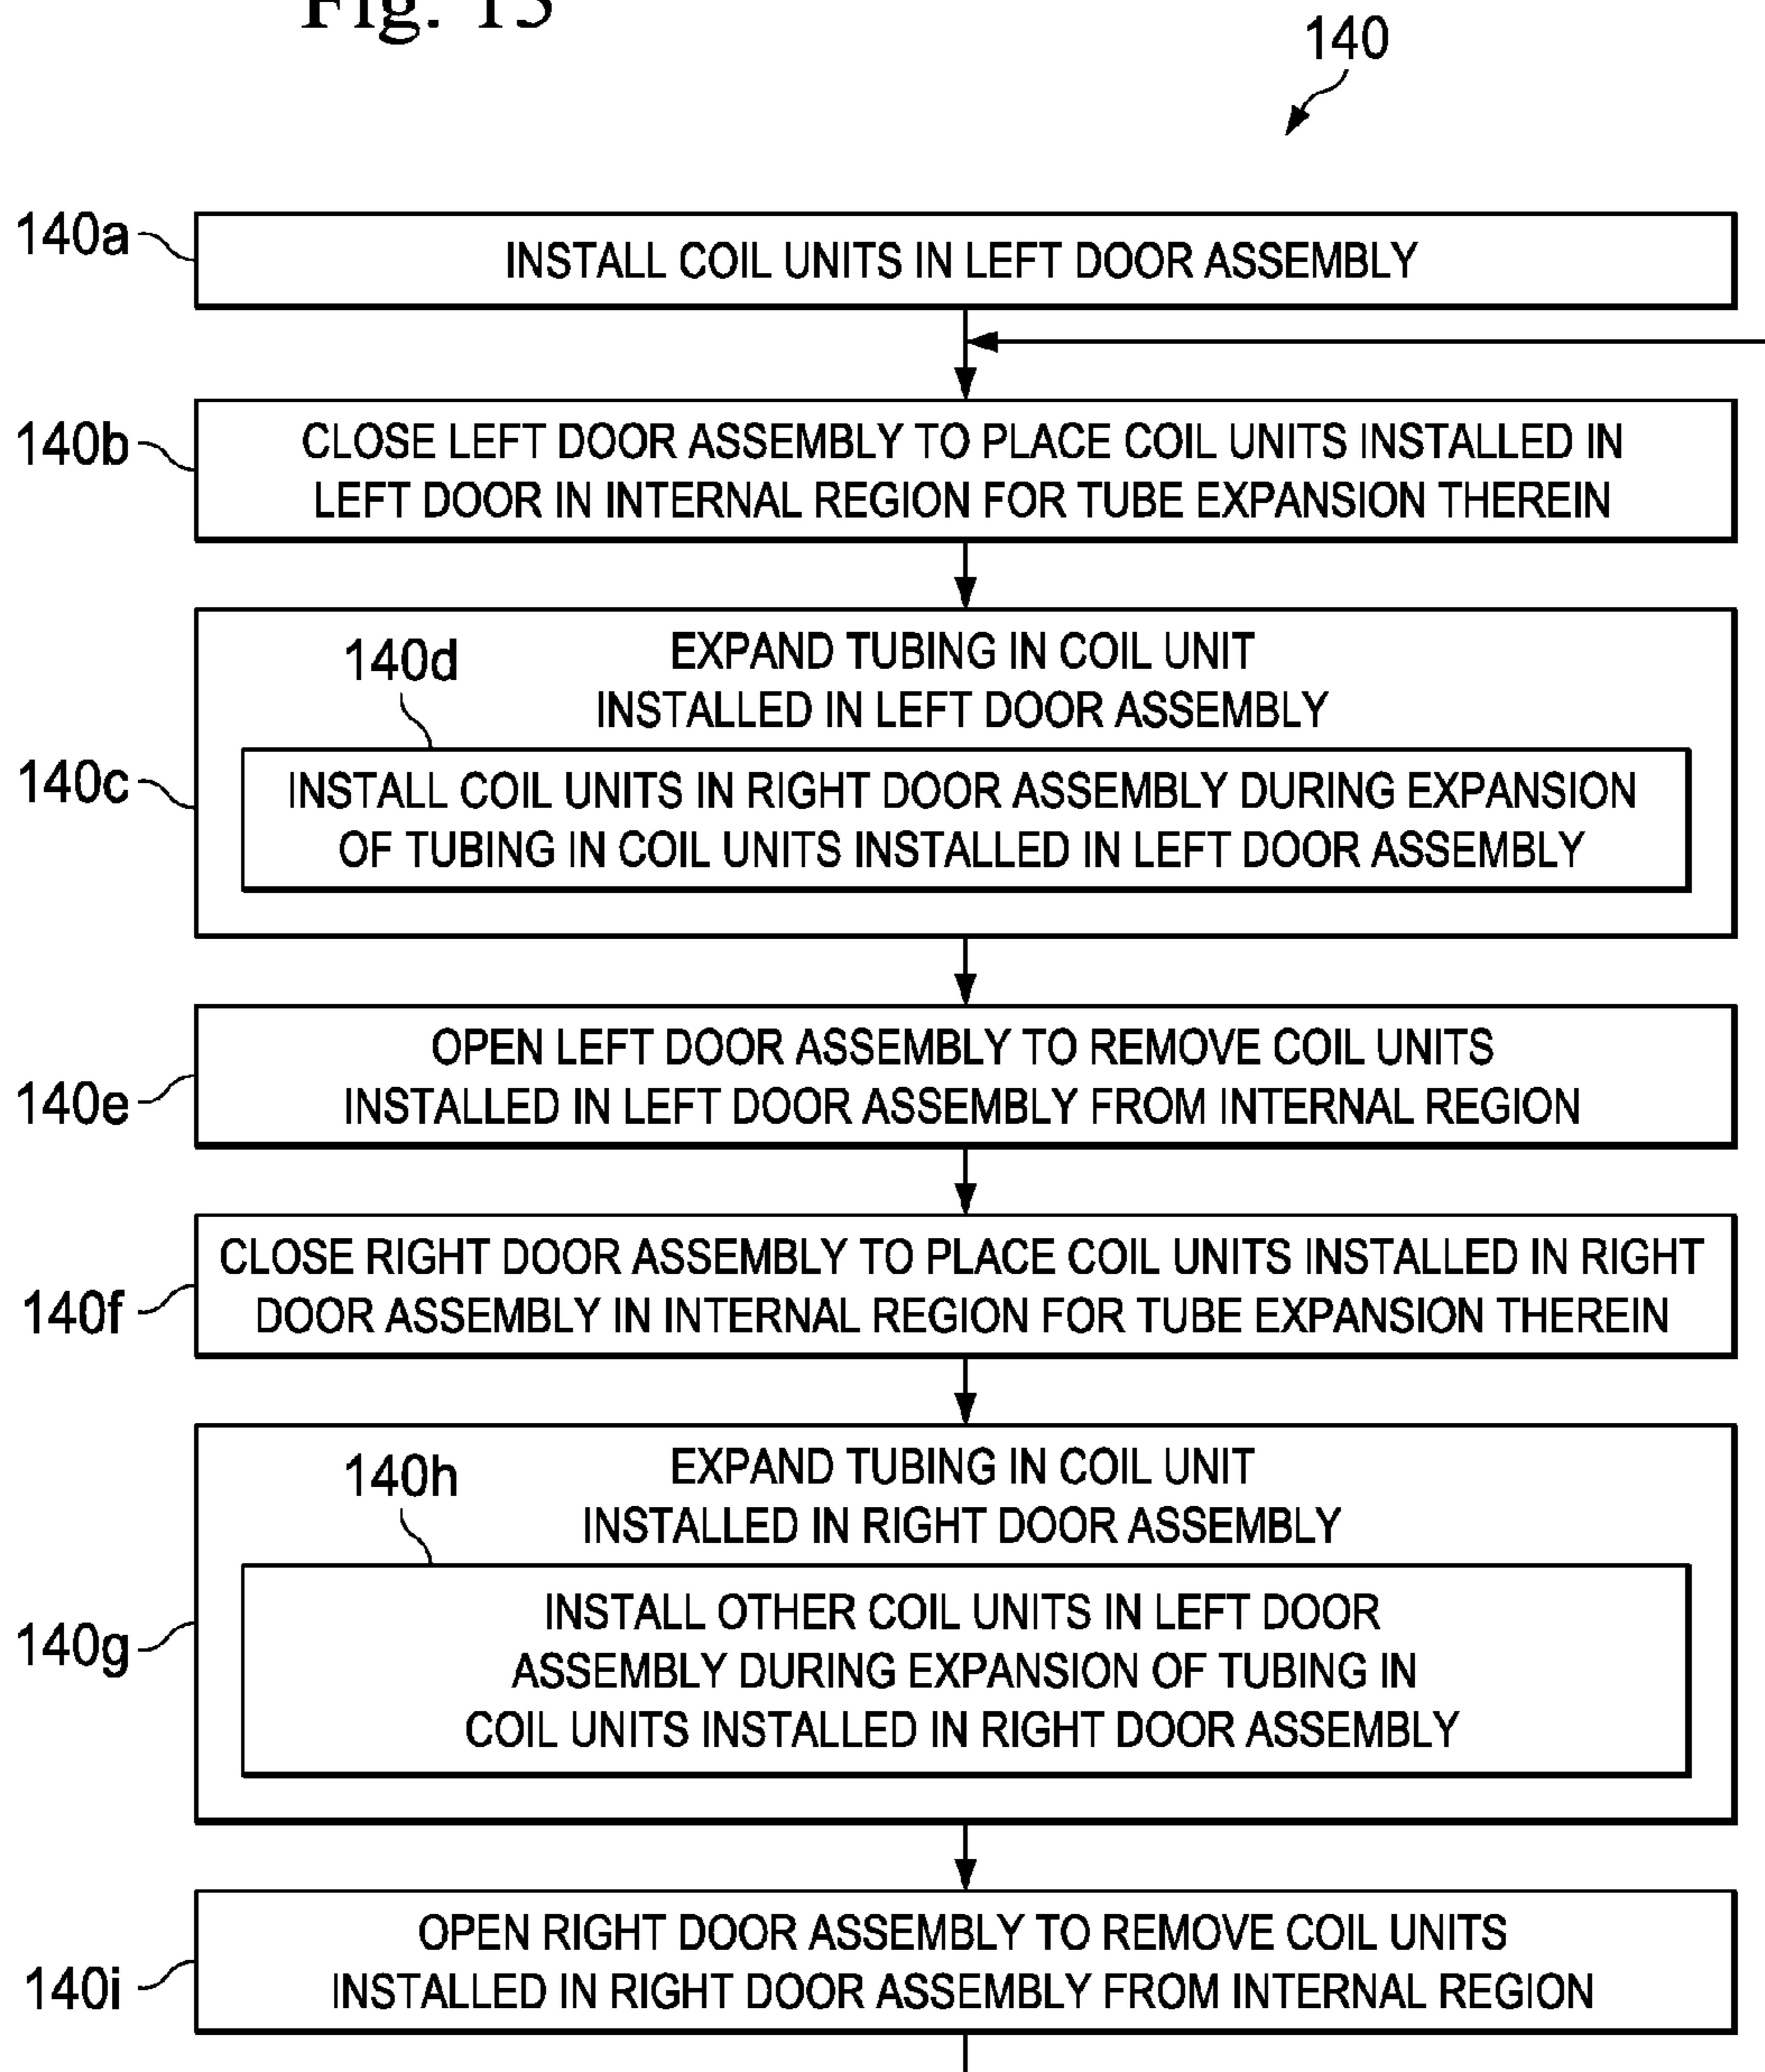 Fig. 15
140
140a
INSTALL COIL UNITS IN LEFT DOOR ASSEMBLY
140b
CLOSE LEFT DOOR ASSEMBLY TO PLACE COIL UNITS INSTALLED IN
LEFT DOOR IN INTERNAL REGION FOR TUBE EXPANSION THEREIN
140c
EXPAND TUBING IN COIL UNIT
INSTALLED IN LEFT DOOR ASSEMBLY
140d
INSTALL COIL UNITS IN RIGHT DOOR ASSEMBLY DURING EXPANSION
OF TUBING IN COIL UNITS INSTALLED IN LEFT DOOR ASSEMBLY
140e
OPEN LEFT DOOR ASSEMBLY TO REMOVE COIL UNITS
INSTALLED IN LEFT DOOR ASSEMBLY FROM INTERNAL REGION
140f
CLOSE RIGHT DOOR ASSEMBLY TO PLACE COIL UNITS INSTALLED IN RIGHT
DOOR ASSEMBLY IN INTERNAL REGION FOR TUBE EXPANSION THEREIN
140g
EXPAND TUBING IN COIL UNIT
INSTALLED IN RIGHT DOOR ASSEMBLY
140h
INSTALL OTHER COIL UNITS IN LEFT DOOR
ASSEMBLY DURING EXPANSION OF TUBING IN
COIL UNITS INSTALLED IN RIGHT DOOR ASSEMBLY
140i
OPEN RIGHT DOOR ASSEMBLY TO REMOVE COIL UNITS
INSTALLED IN RIGHT DOOR ASSEMBLY FROM INTERNAL REGION